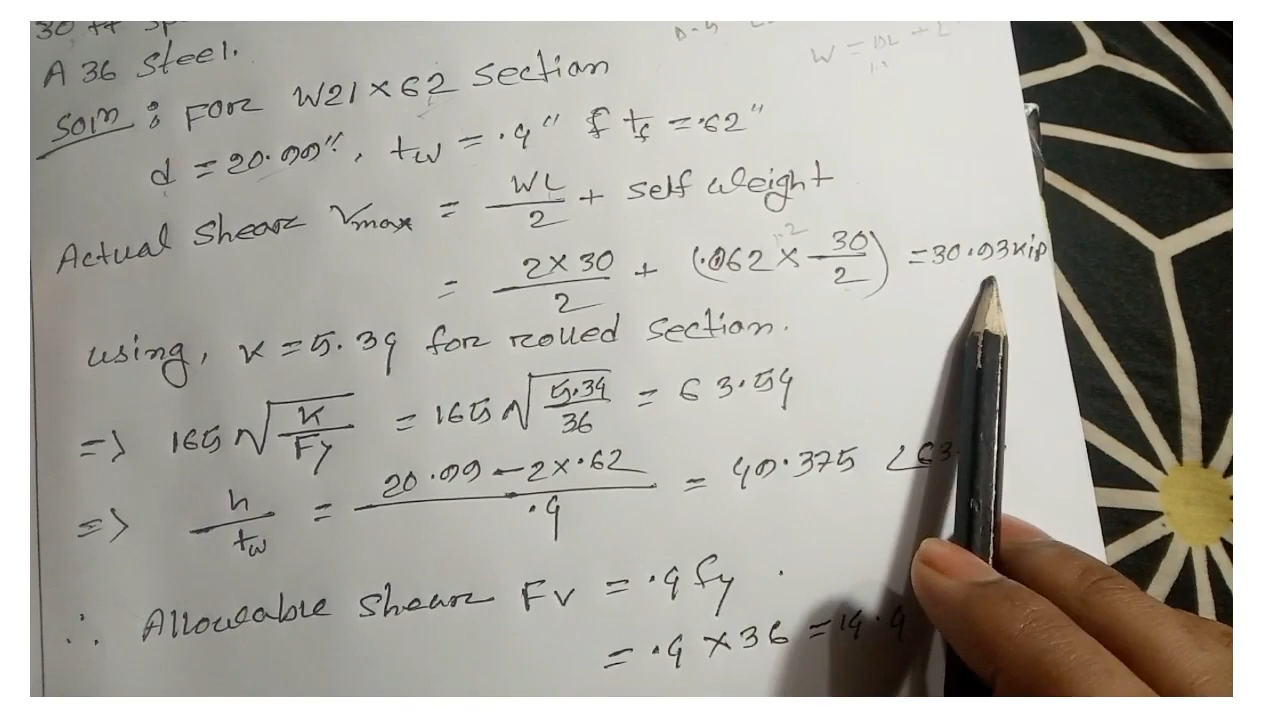 30 ft
A 36 steel.
Soln : For W21 × 62 section
d = 20.99", tw = .4" & tf = .62"
Actual shear Vmax = WL/2 + self weight
= 2×30/2 + (.062 × 30/2) = 30.93 kip
using, K = 5.34 for rolled section.
=> 165 √(K/Fy) = 165 √(5.34/36) = 63.54
=> h/tw = (20.99 – 2×.62)/.4 = 49.375 < 63.
∴ Allowable shear Fv = .4 fy.
= .4 × 36 = 14.4